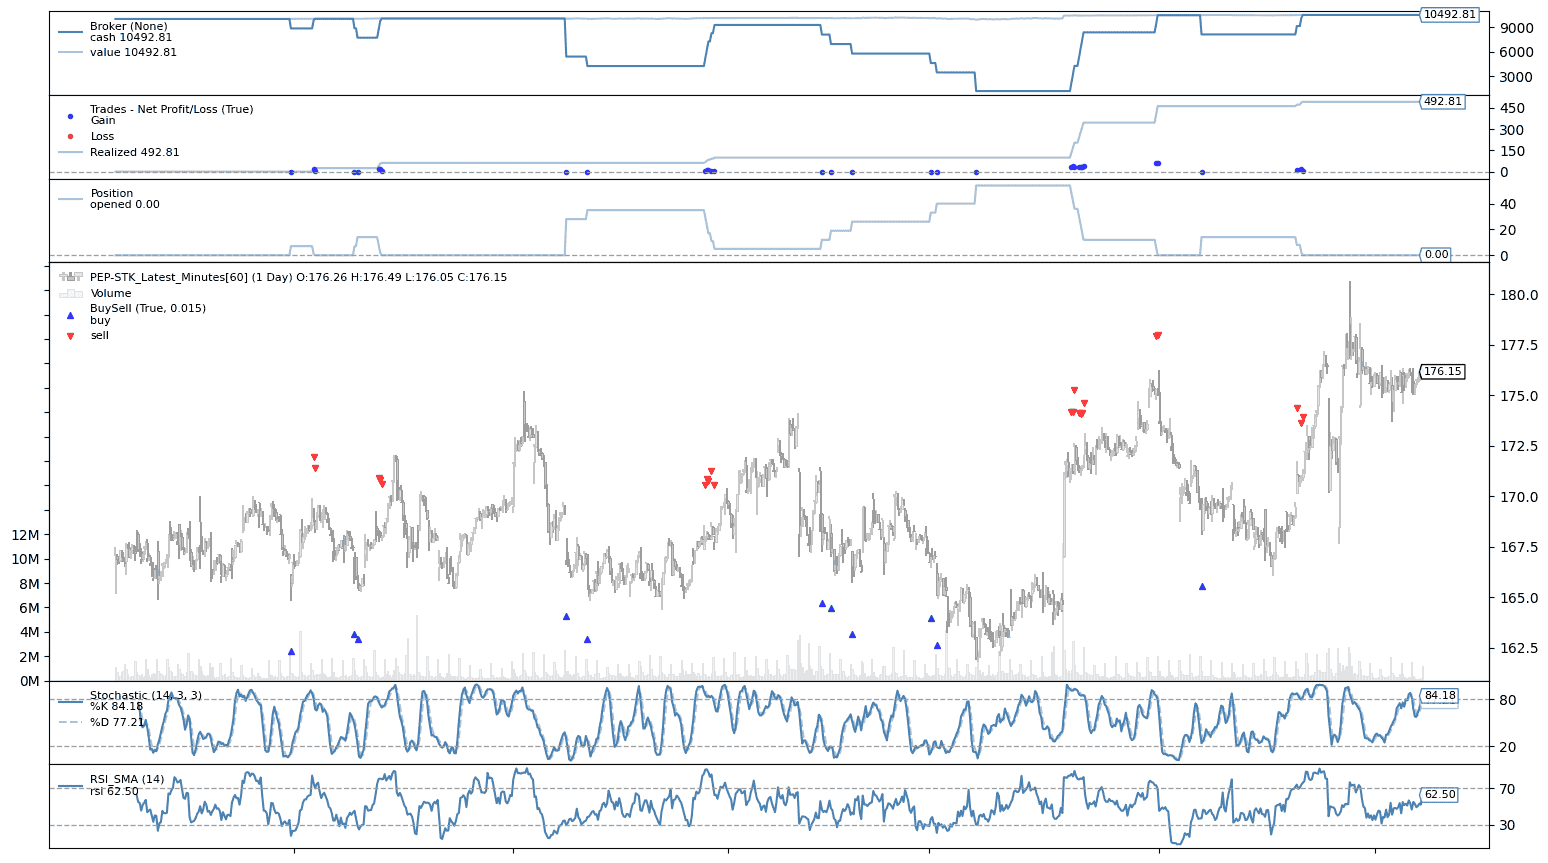 Broker (None)
cash 10492.81
value 10492.81
10492.81
9000
6000
3000
Trades - Net Profit/Loss (True)
Gain
Loss
Realized 492.81
492.81
450
300
150
0
Position
opened 0.00
40
20
0
0.00
PEP-STK_Latest_Minutes[60] (1 Day) O:176.26 H:176.49 L:176.05 C:176.15
Volume
BuySell (True, 0.015)
buy
sell
180.0
177.5
176.15
175.0
172.5
170.0
167.5
165.0
162.5
12M
10M
8M
6M
4M
2M
0M
Stochastic (14, 3, 3)
%K 84.18
%D 77.21
84.18
80
20
RSI_SMA (14)
rsi 62.50
62.50
70
30